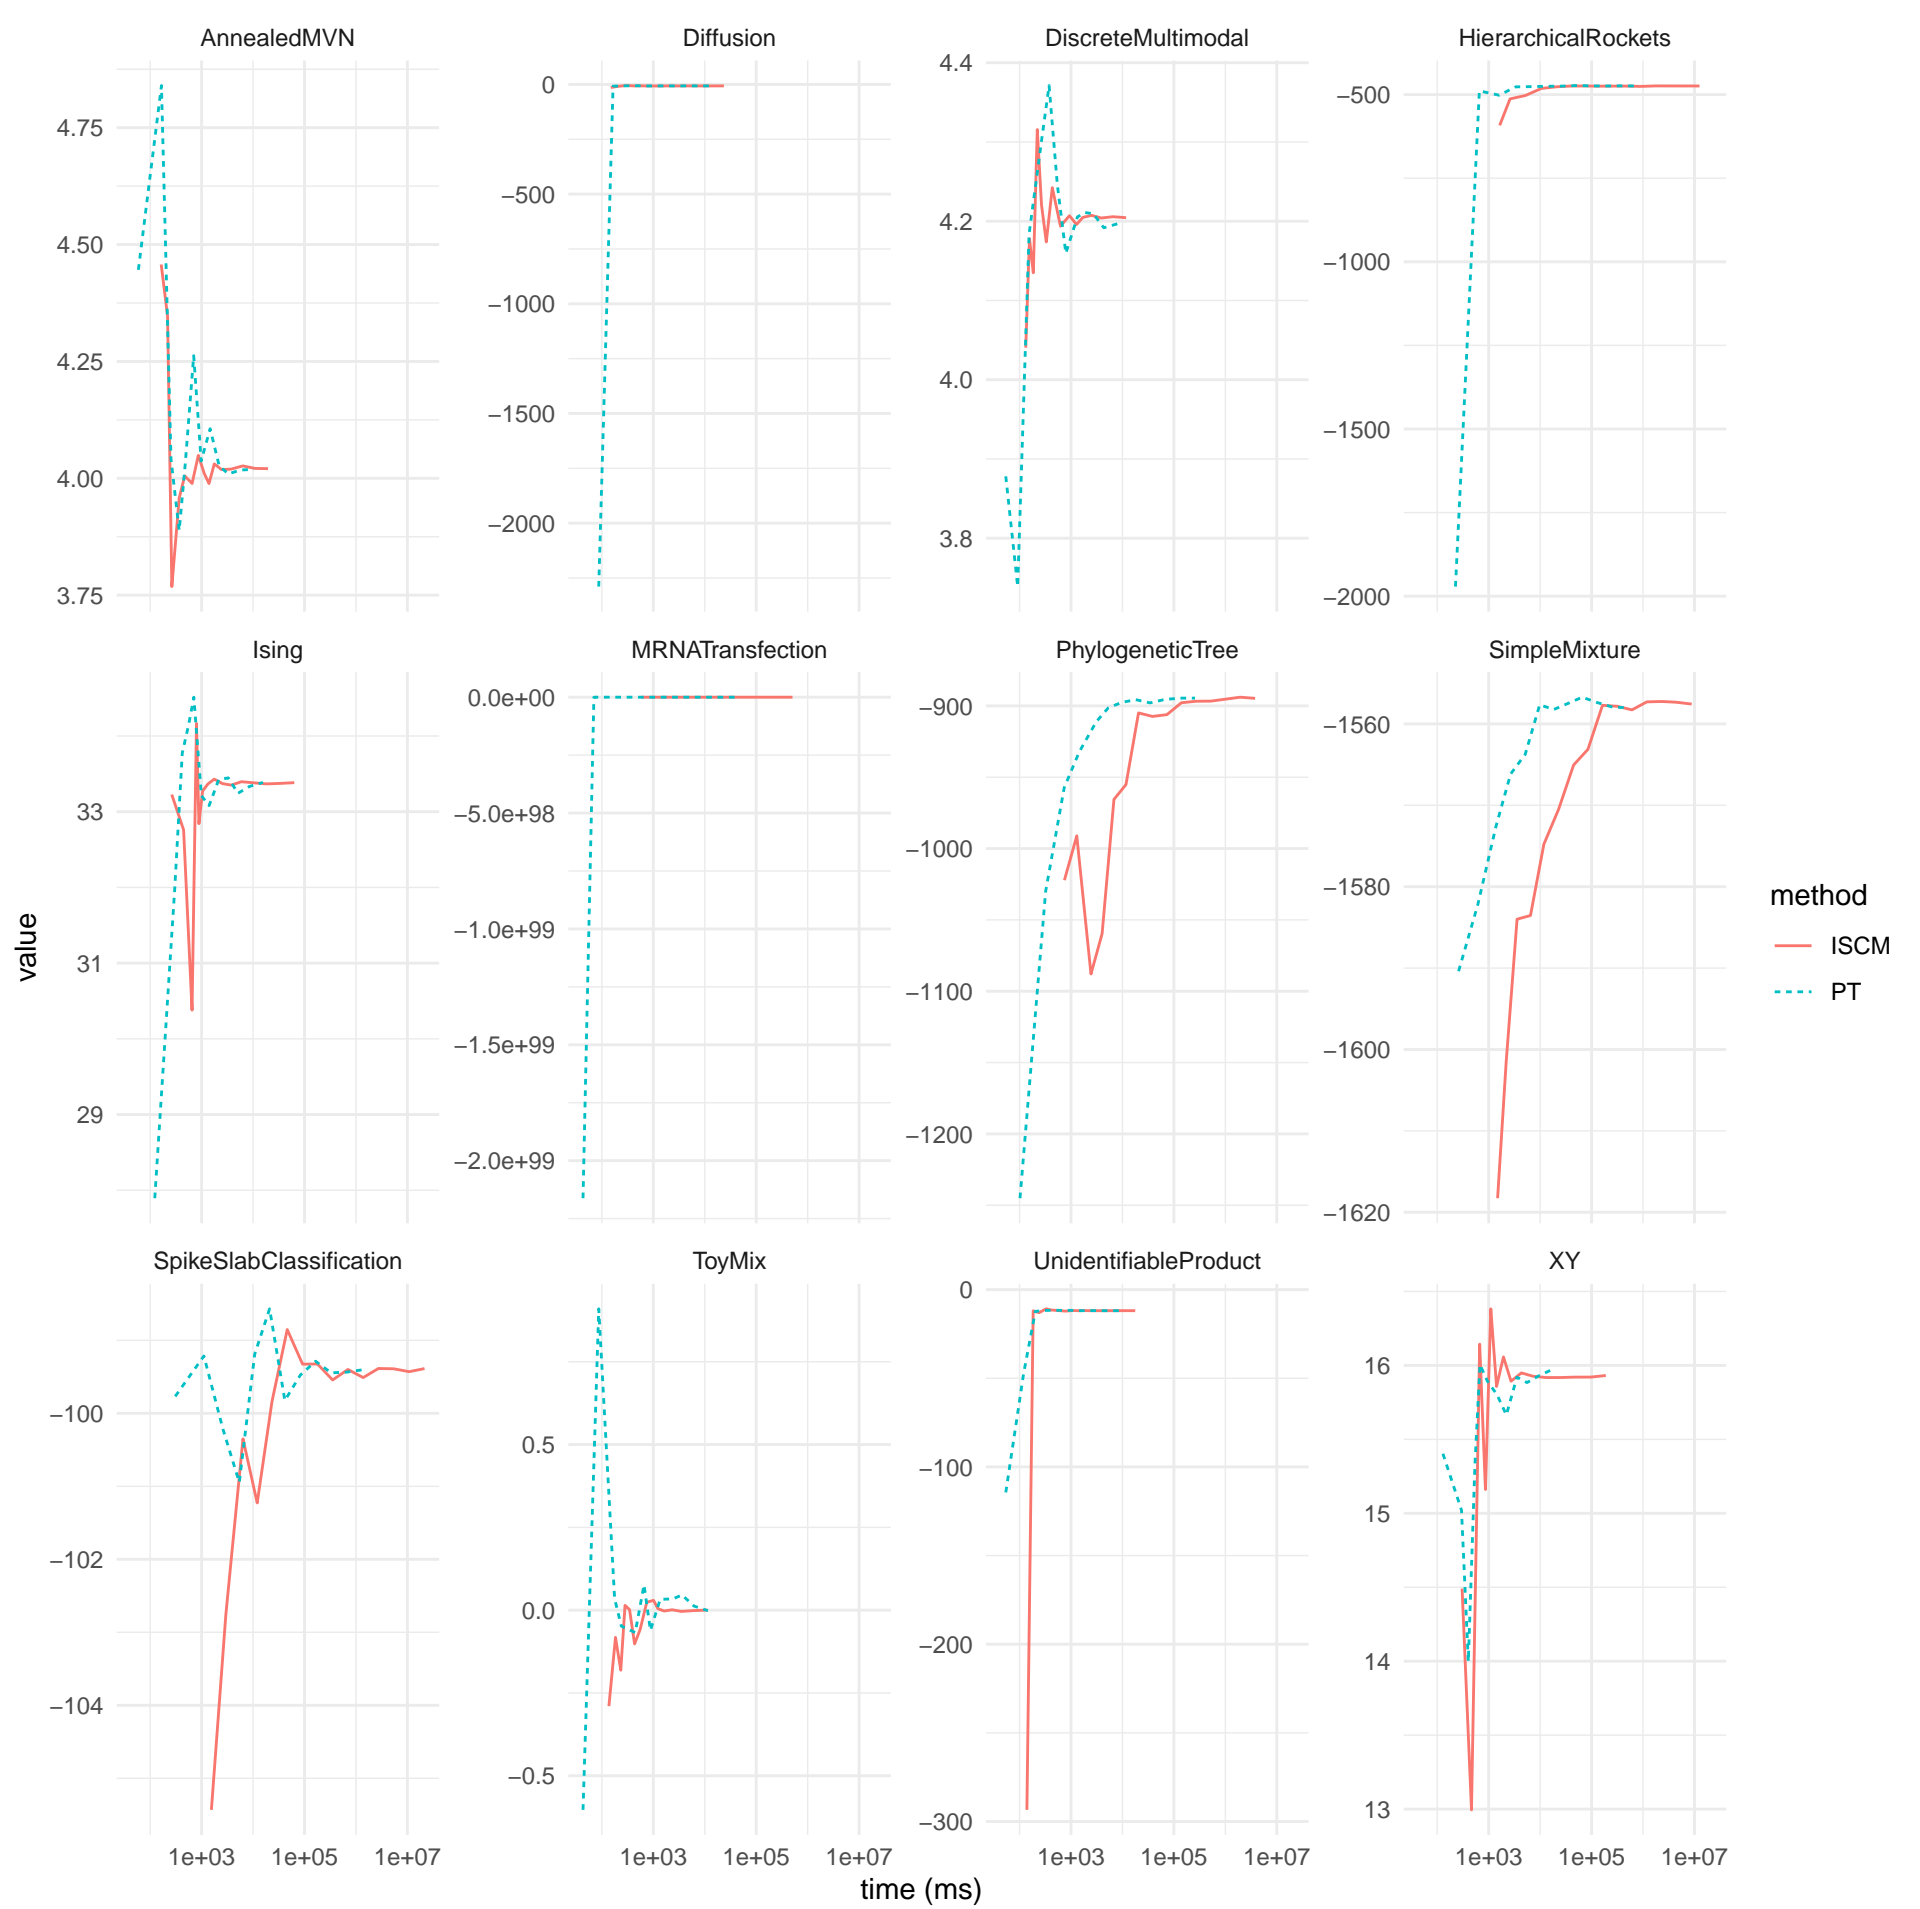 AnnealedMVN
Diffusion
DiscreteMultimodal
HierarchicalRockets
4.75
4.50
4.25
4.00
3.75
0
−500
−1000
−1500
−2000
4.4
4.2
4.0
3.8
−500
−1000
−1500
−2000
Ising
MRNATransfection
PhylogeneticTree
SimpleMixture
33
31
29
0.0e+00
−5.0e+98
−1.0e+99
−1.5e+99
−2.0e+99
−900
−1000
−1100
−1200
−1560
−1580
−1600
−1620
SpikeSlabClassification
ToyMix
UnidentifiableProduct
XY
−100
−102
−104
0.5
0.0
−0.5
0
−100
−200
−300
16
15
14
13
1e+03 1e+05 1e+07
1e+03 1e+05 1e+07
1e+03 1e+05 1e+07
1e+03 1e+05 1e+07
time (ms)
value
method
ISCM
PT